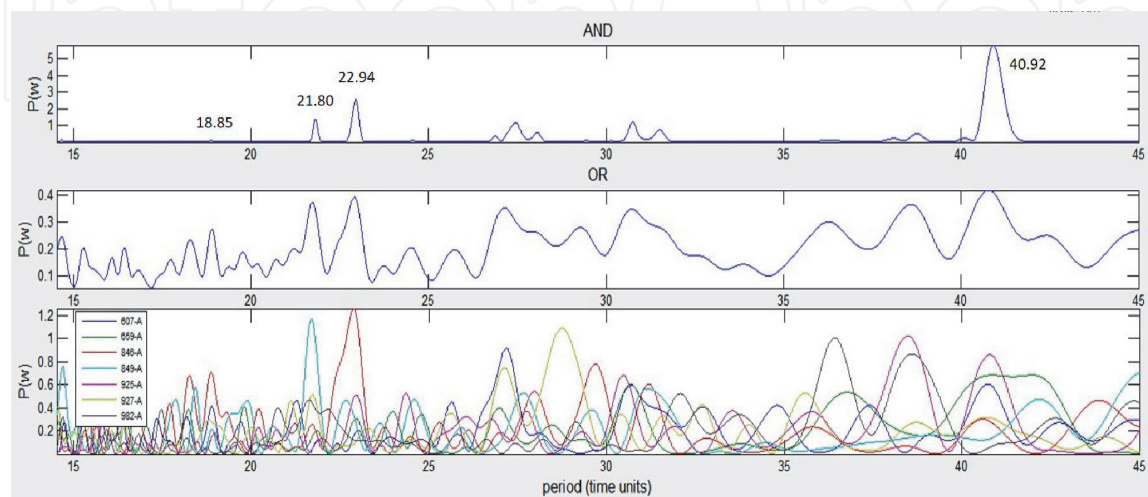 AND
P(w)
5
4
3
2
1
18.85
21.80
22.94
40.92
15 20 25 30 35 40 45
OR
P(w)
0.4
0.3
0.2
0.1
15 20 25 30 35 40 45
P(w)
1.2
1
0.8
0.6
0.4
0.2
607-A
659-A
846-A
849-A
925-A
927-A
982-A
15 20 25 30 35 40 45
period (time units)